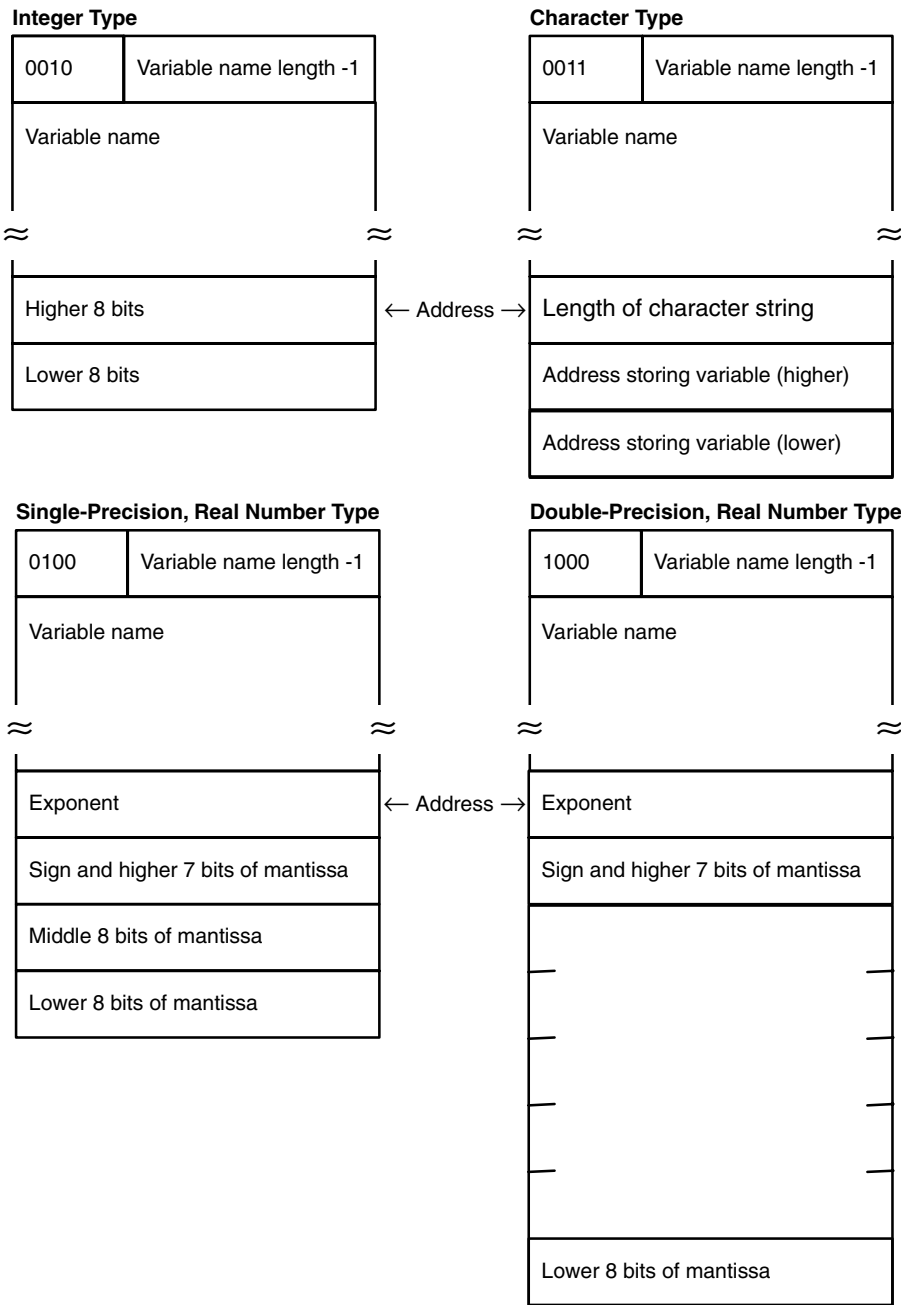 Integer Type
Character Type
0010
Variable name length -1
0011
Variable name length -1
Variable name
Variable name
≈
≈
≈
≈
Higher 8 bits
← Address →
Length of character string
Lower 8 bits
Address storing variable (higher)
Address storing variable (lower)
Single-Precision, Real Number Type
Double-Precision, Real Number Type
0100
Variable name length -1
1000
Variable name length -1
Variable name
Variable name
≈
≈
≈
≈
Exponent
← Address →
Exponent
Sign and higher 7 bits of mantissa
Sign and higher 7 bits of mantissa
Middle 8 bits of mantissa
Lower 8 bits of mantissa
Lower 8 bits of mantissa